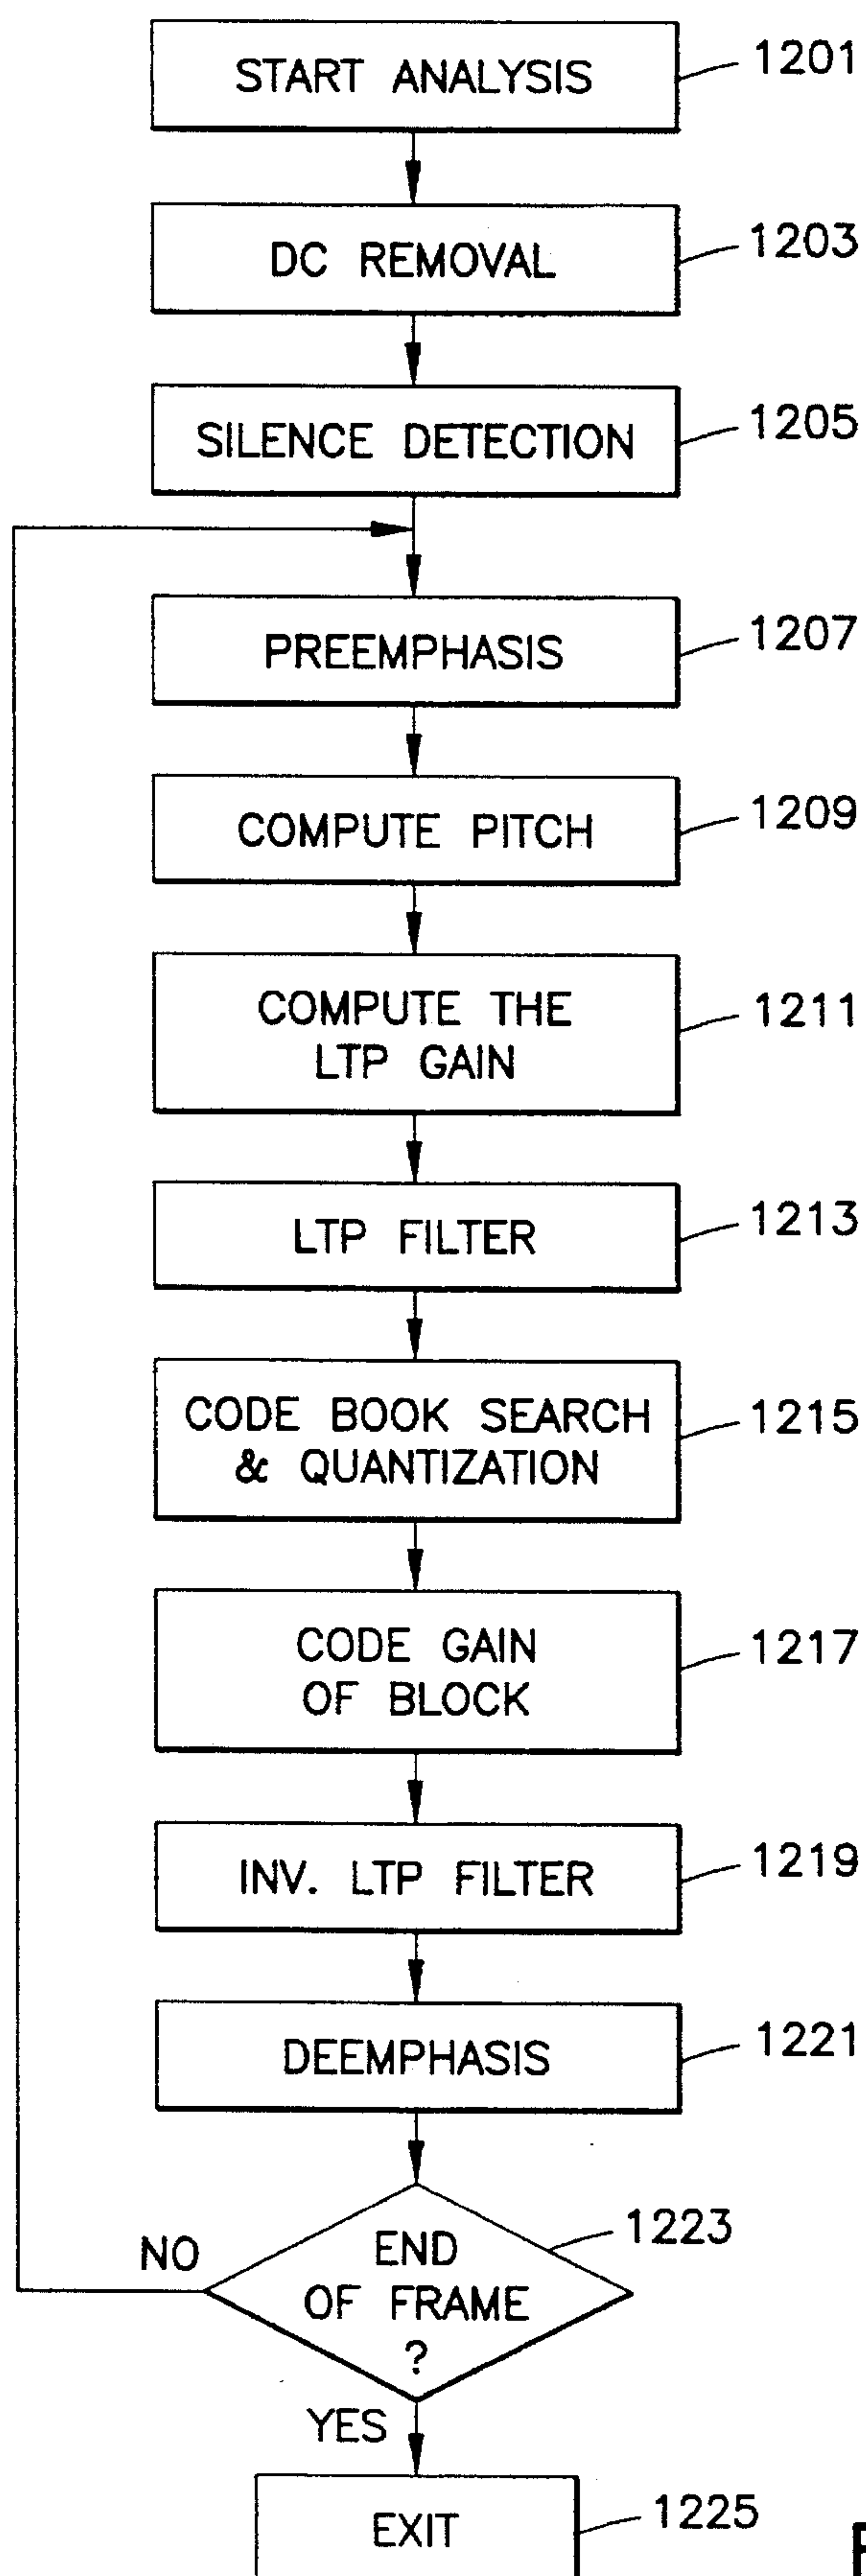 START ANALYSIS 1201
DC REMOVAL 1203
SILENCE DETECTION 1205
PREEMPHASIS 1207
COMPUTE PITCH 1209
COMPUTE THE
LTP GAIN
1211
LTP FILTER 1213
CODE BOOK SEARCH
& QUANTIZATION
1215
CODE GAIN
OF BLOCK
1217
INV. LTP FILTER 1219
DEEMPHASIS 1221
END
OF FRAME
?
1223
NO
YES
EXIT 1225